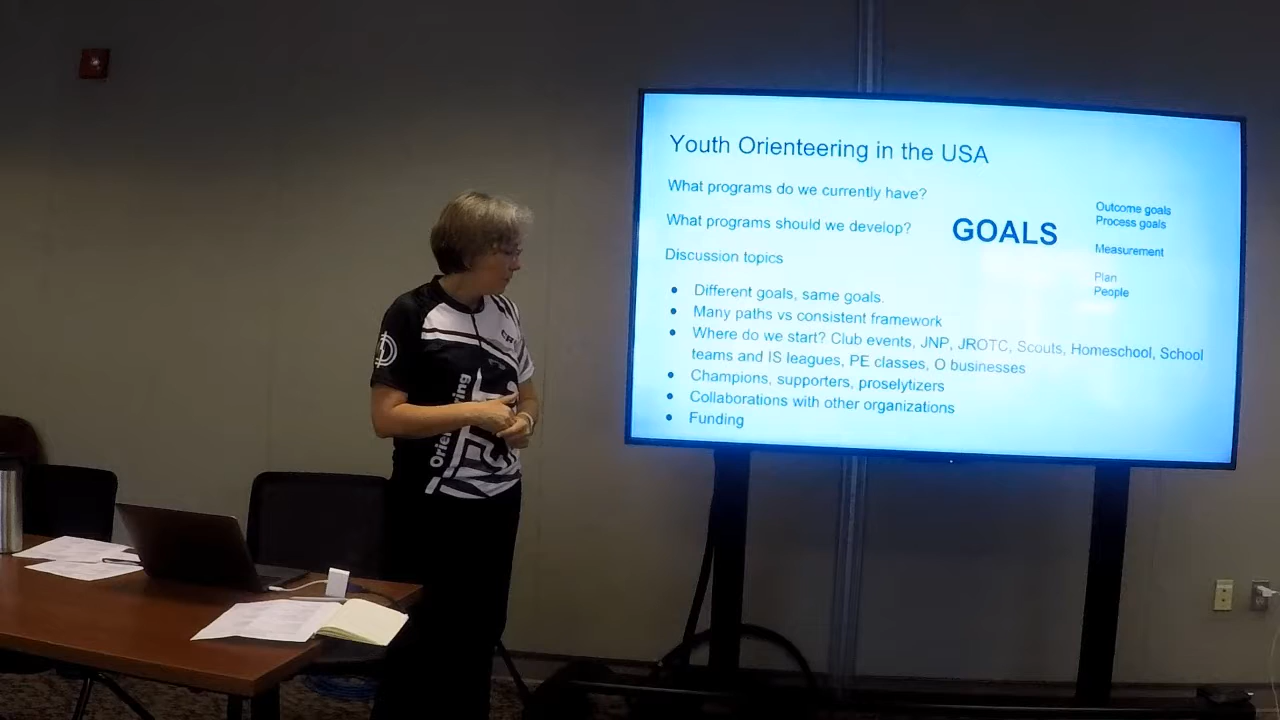 Youth Orienteering in the USA
What programs do we currently have?
What programs should we develop?
GOALS
Outcome goals
Process goals
Measurement
Plan
People
Discussion topics
• Different goals, same goals.
• Many paths vs consistent framework
• Where do we start? Club events, JNP, JROTC, Scouts, Homeschool, School
teams and IS leagues, PE classes, O businesses
• Champions, supporters, proselytizers
• Collaborations with other organizations
• Funding